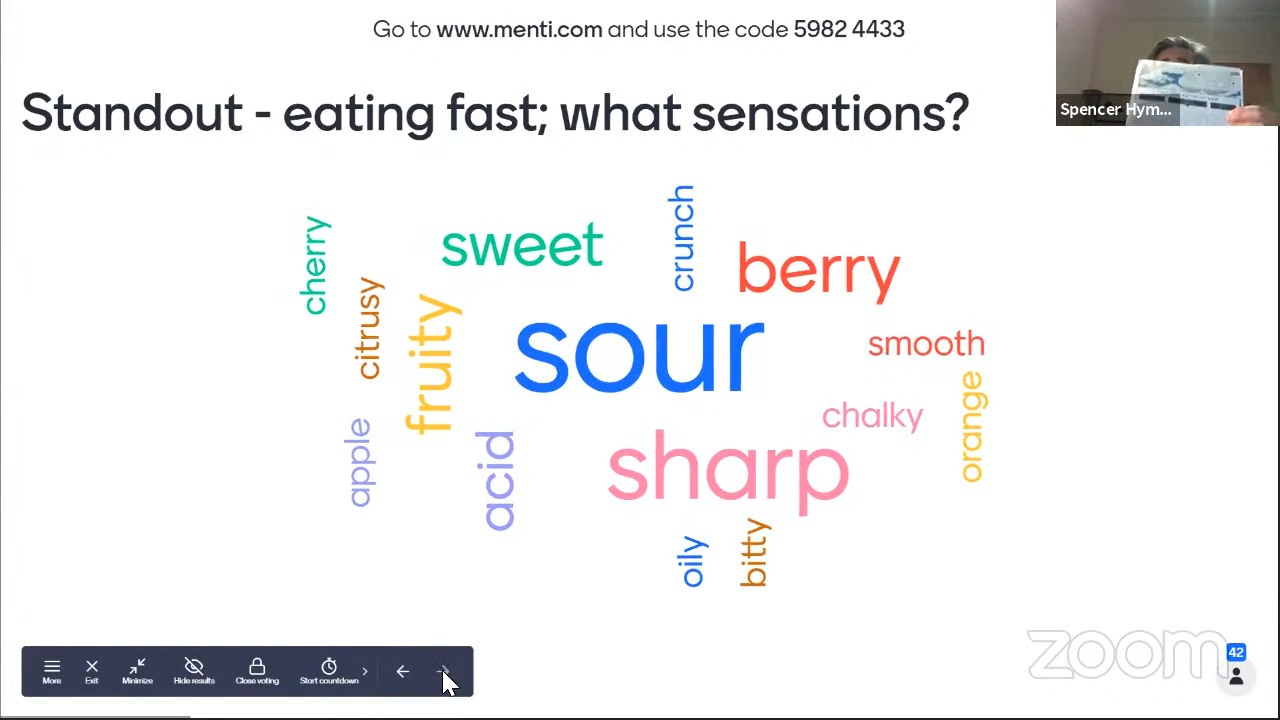 Go to www.menti.com and use the code 5982 4433
Spencer Hym...
Standout - eating fast; what sensations?
cherry
citrusy
sweet
crunch
berry
fruity
sour
smooth
apple
acid
sharp
chalky
orange
oily
bitty
zoom
42
More
Exit
Minimize
Hide results
Close voting
Start countdown